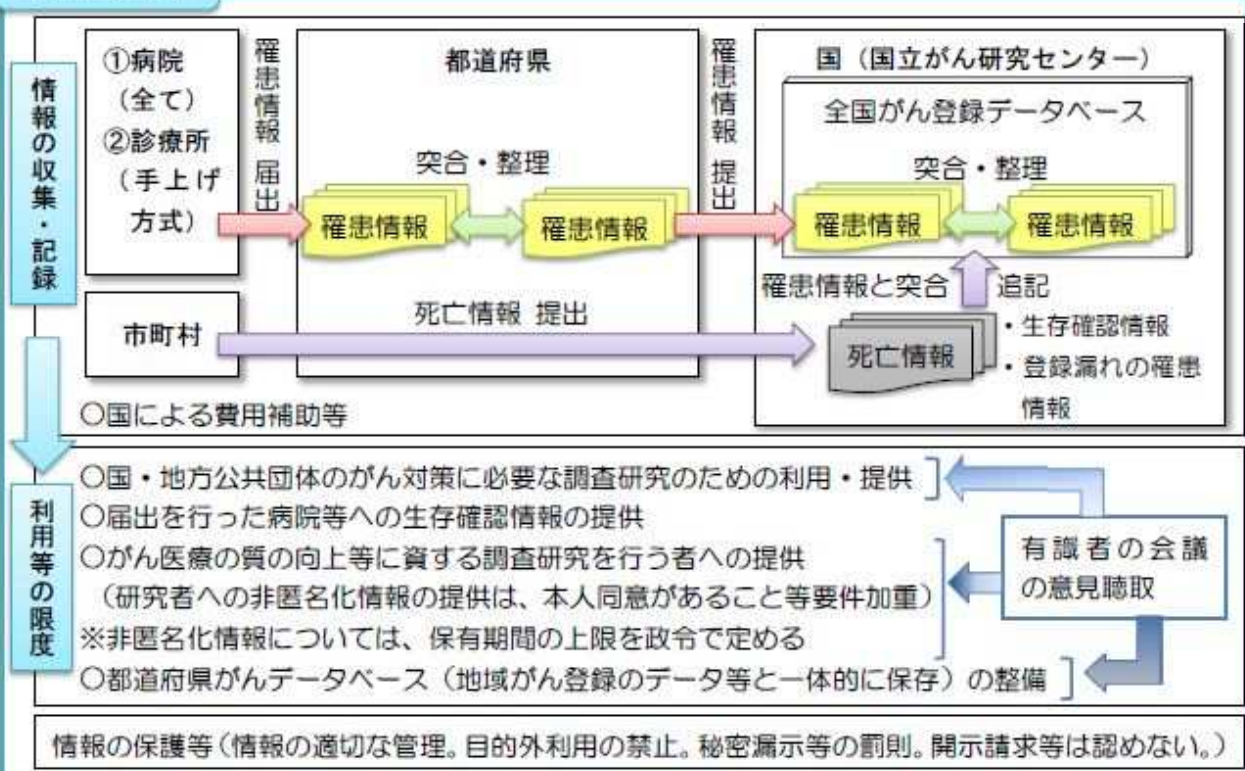 情報の収集・記録
①病院
（全て）
②診療所
（手上げ
方式）
罹患情報 届出
都道府県
突合・整理
罹患情報
罹患情報
罹患情報 提出
国（国立がん研究センター）
全国がん登録データベース
突合・整理
罹患情報
罹患情報
罹患情報と突合
追記
市町村
死亡情報 提出
死亡情報
・生存確認情報
・登録漏れの罹患
情報
○国による費用補助等
利用等の限度
○国・地方公共団体のがん対策に必要な調査研究のための利用・提供
○届出を行った病院等への生存確認情報の提供
○がん医療の質の向上等に資する調査研究を行う者への提供
（研究者への非匿名化情報の提供は、本人同意があること等要件加重）
※非匿名化情報については、保有期間の上限を政令で定める
○都道府県がんデータベース（地域がん登録のデータ等と一体的に保存）の整備
有識者の会議
の意見聴取
情報の保護等（情報の適切な管理。目的外利用の禁止。秘密漏示等の罰則。開示請求等は認めない。）